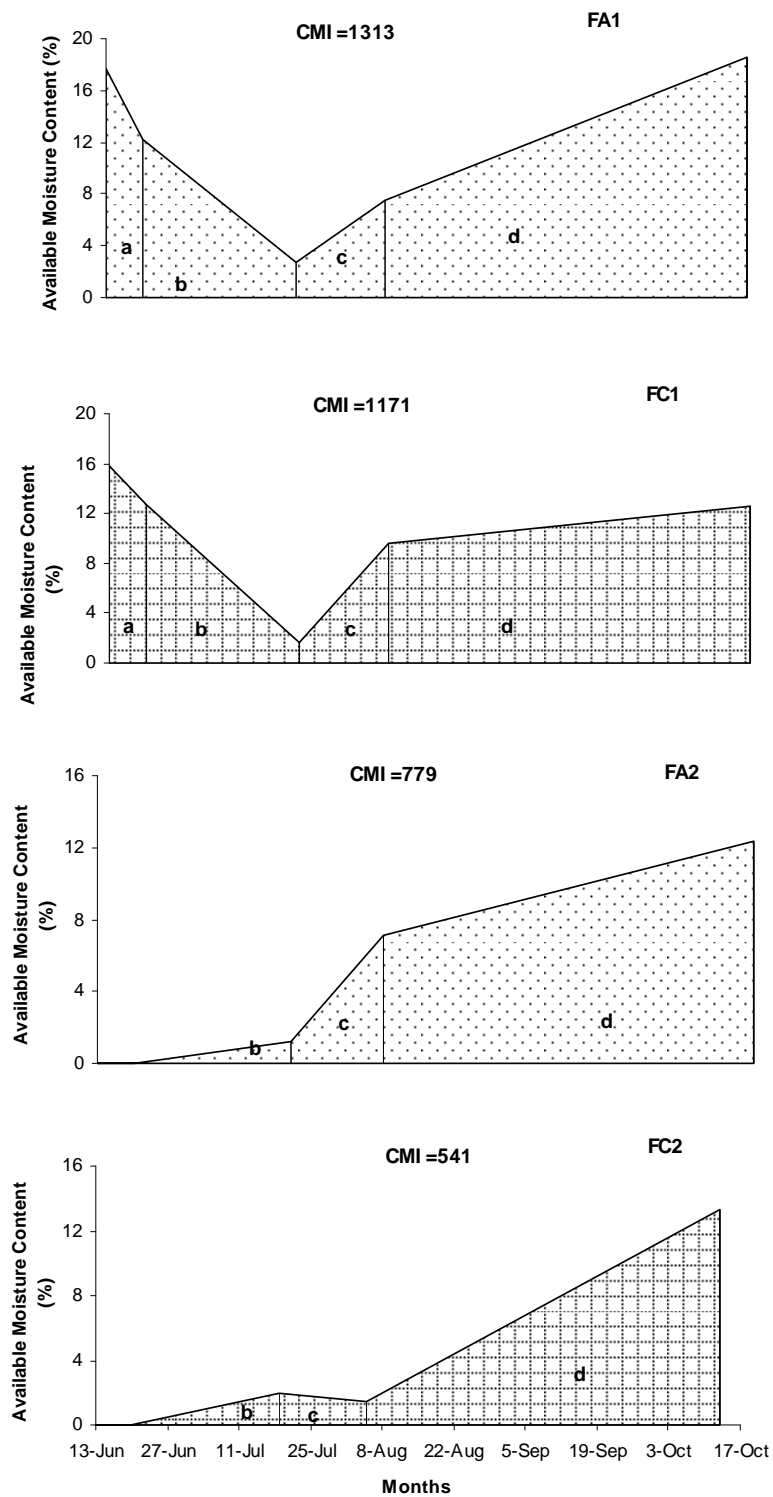 CMI =1313
FA1
Available Moisture Content (%)
20
16
12
8
4
0
a
b
c
d
CMI =1171
FC1
Available Moisture Content
(%)
20
16
12
8
4
0
a
b
c
d
CMI =779
FA2
Available Moisture Content
(%)
16
12
8
4
0
b
c
d
CMI =541
FC2
Available Moisture Content
(%)
16
12
8
4
0
b
c
d
13-Jun 27-Jun 11-Jul 25-Jul 8-Aug 22-Aug 5-Sep 19-Sep 3-Oct 17-Oct
Months